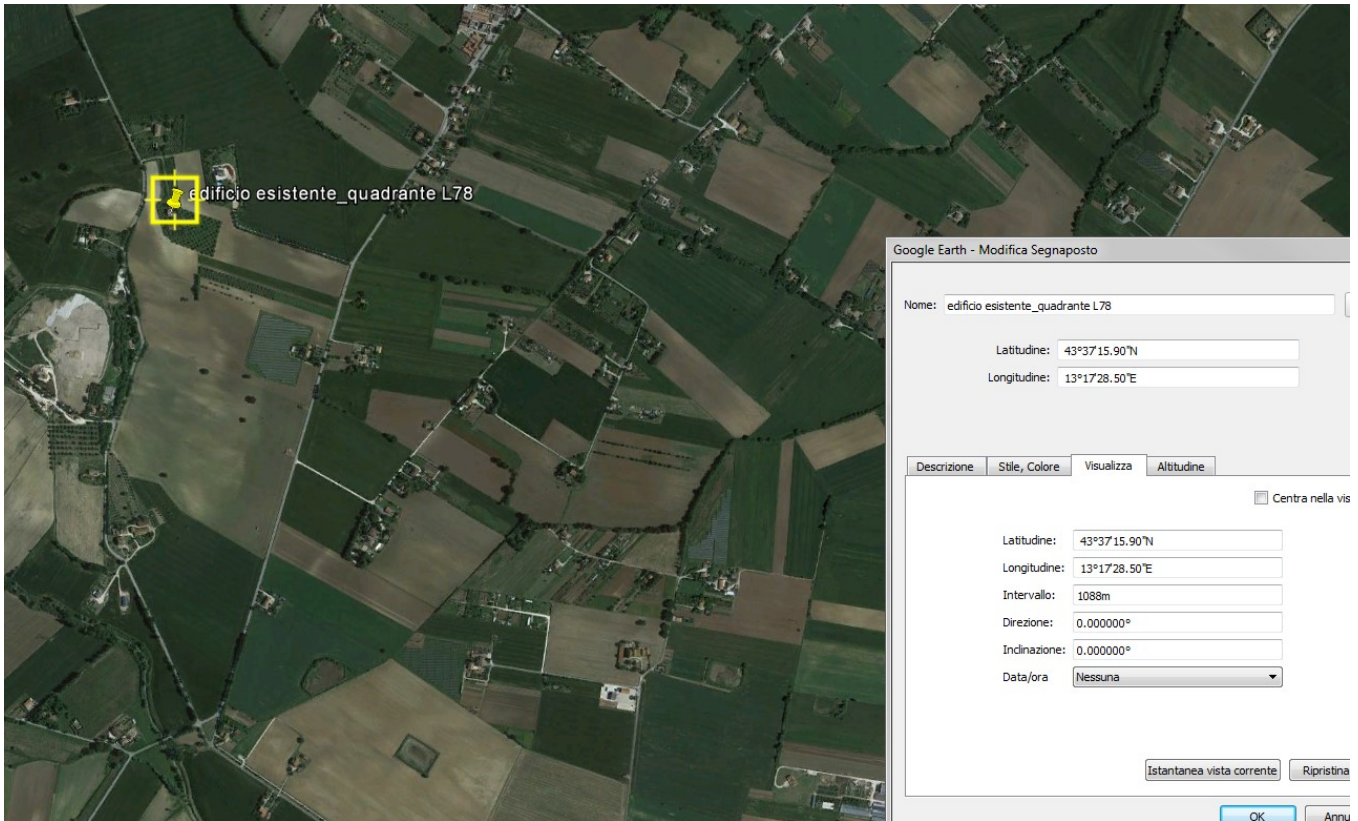 edificio esistente_quadrante L78
Google Earth - Modifica Segnaposto
Nome: edificio esistente_quadrante L78
Latitudine: 43°37'15.90"N
Longitudine: 13°17'28.50"E
Descrizione Stile, Colore Visualizza Altitudine
Centra nella vis
Latitudine: 43°37'15.90"N
Longitudine: 13°17'28.50"E
Intervallo: 1088m
Direzione: 0.000000°
Inclinazione: 0.000000°
Data/ora Nessuna
Istantanea vista corrente Ripristina
OK Annu